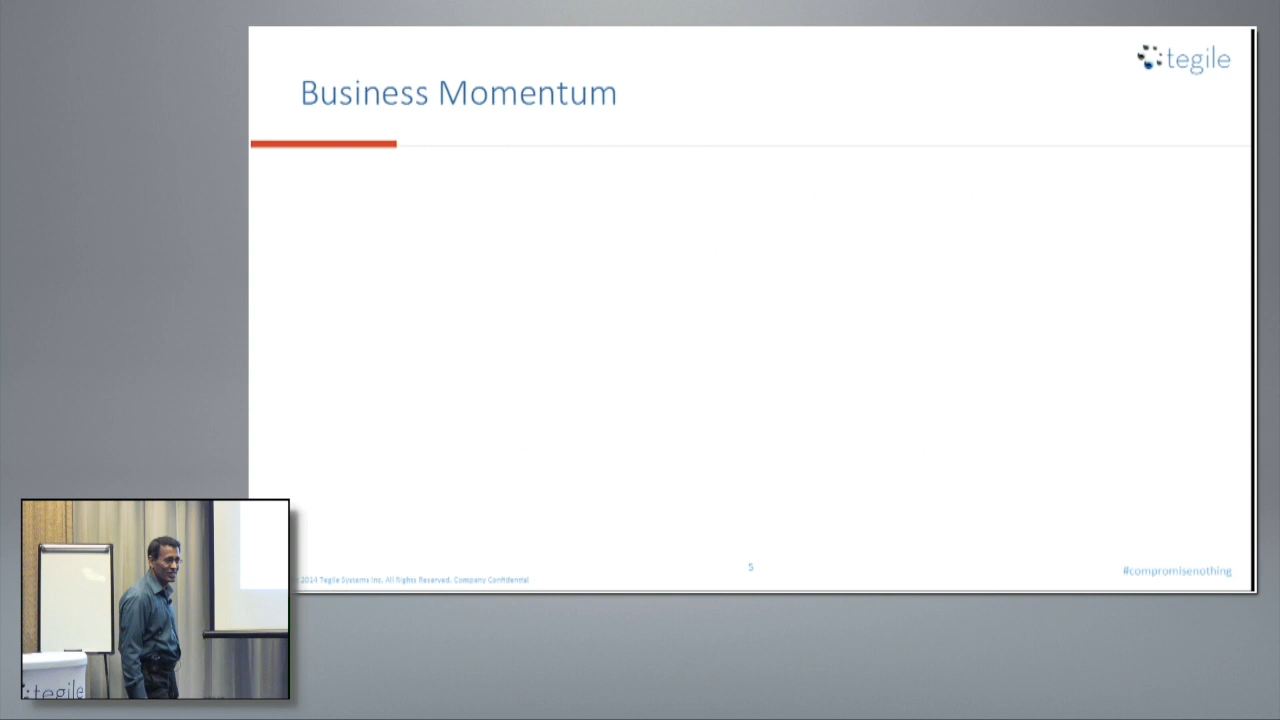 tegile
Business Momentum
2014 Tegile Systems Inc. All Rights Reserved. Company Confidential
5
#compromisenothing
tegile